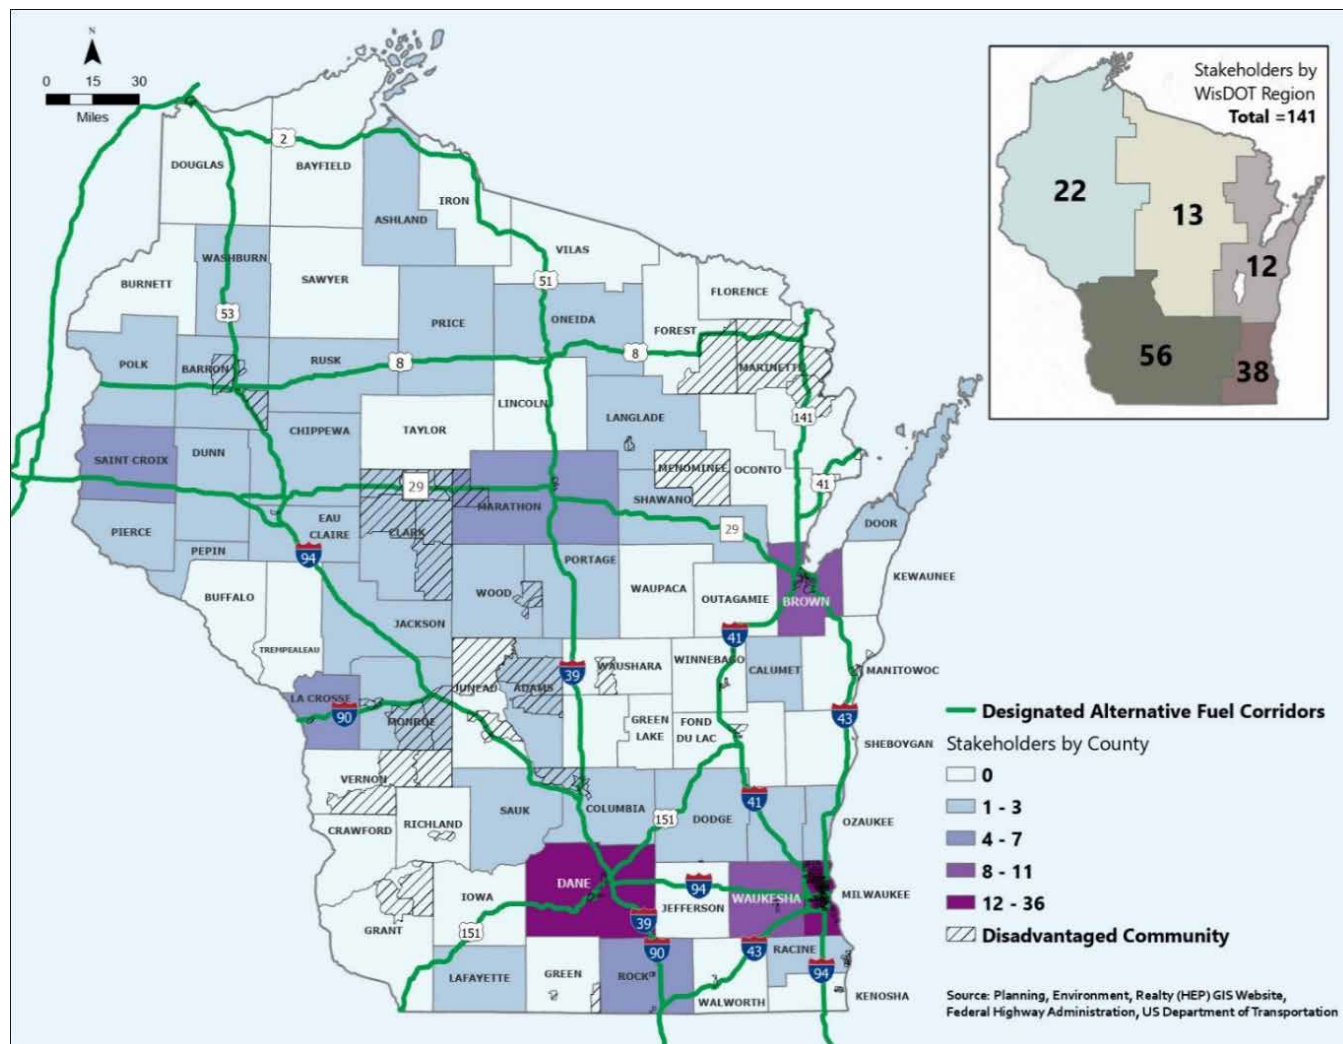 N
0 15 30
Miles
Stakeholders by
WisDOT Region
Total =141
22
13
12
56
38
2
DOUGLAS
BAYFIELD
ASHLAND
IRON
VILAS
WASHBURN
SAWYER
BURNETT
51
FLORENCE
53
PRICE
ONEIDA
FOREST
POLK
BARRON
RUSK
8
8
MARINETTE
LINCOLN
LANGLADE
141
CHIPPEWA
TAYLOR
SAINT CROIX
DUNN
MENOMINEE
OCONTO
41
29
MARATHON
SHAWANO
29
PIERCE
EAU
CLAIRE
CLARK
DOOR
PEPIN
94
PORTAGE
KEWAUNEE
BUFFALO
WOOD
WAUPACA
OUTAGAMIE
BROWN
JACKSON
41
TREMPEALEAU
WAUSHARA
WINNEBAGO
CALUMET
MANITOWOC
LA CROSSE
JUNEAU
ADAMS
39
90
MONROE
GREEN
LAKE
FOND
DU LAC
43
SHEBOYGAN
VERNON
41
SAUK
COLUMBIA
151
DODGE
OZAUKEE
CRAWFORD
RICHLAND
DANE
94
WAUKESHA
MILWAUKEE
IOWA
JEFFERSON
GRANT
151
39
90
43
RACINE
LAFAYETTE
GREEN
ROCK
94
WALWORTH
KENOSHA
Designated Alternative Fuel Corridors
Stakeholders by County
0
1 - 3
4 - 7
8 - 11
12 - 36
Disadvantaged Community
Source: Planning, Environment, Realty (HEP) GIS Website,
Federal Highway Administration, US Department of Transportation